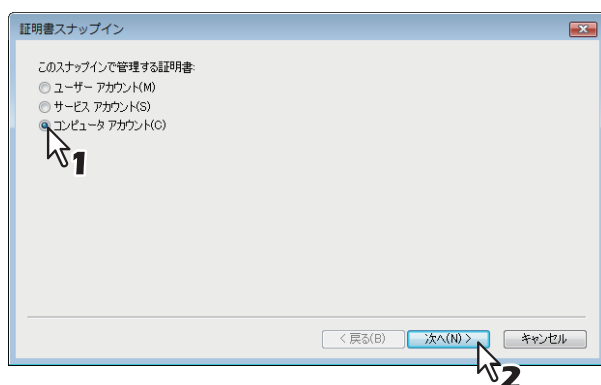 証明書スナップイン
このスナップインで管理する証明書:
ユーザー アカウント(M)
サービス アカウント(S)
コンピュータ アカウント(C)
1
< 戻る(B) 次へ(N) > キャンセル
2